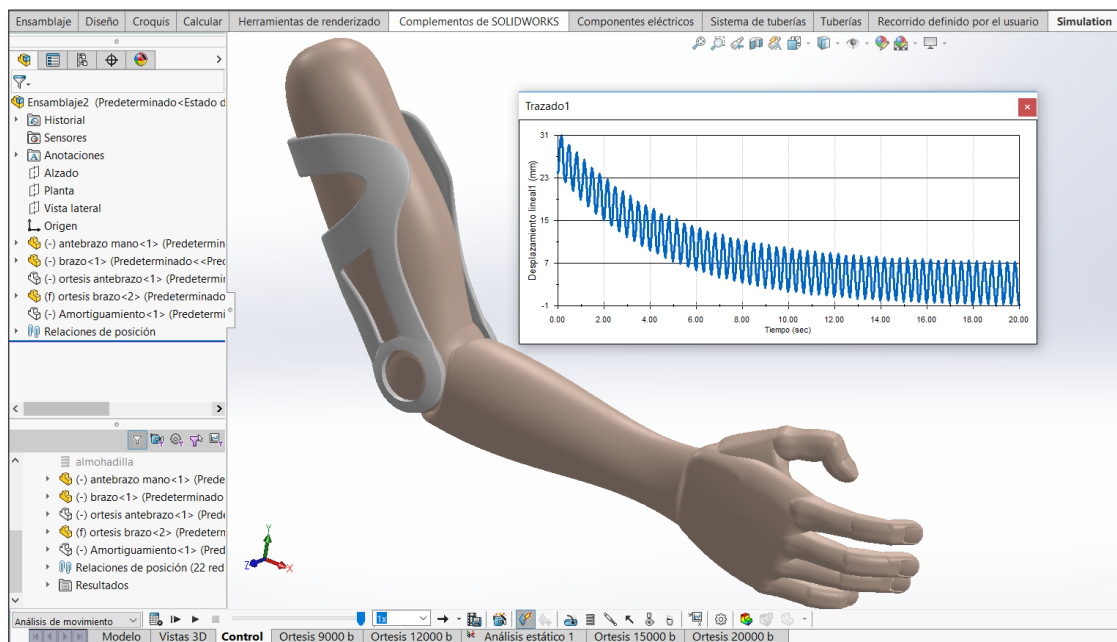 Ensamblaje Diseño Croquis Calcular Herramientas de renderizado Complementos de SOLIDWORKS Componentes eléctricos Sistema de tuberías Tuberías Recorrido definido por el usuario Simulation
Ensamblaje2 (Predeterminado<Estado d
Historial
Sensores
Anotaciones
Alzado
Planta
Vista lateral
Origen
(-) antebrazo mano<1> (Predetermin
(-) brazo<1> (Predeterminado<<Pred
(-) ortesis antebrazo<1> (Predetermi
(f) ortesis brazo<2> (Predeterminado
(-) Amortiguamiento<1> (Predetermi
Relaciones de posición
almohadilla
(-) antebrazo mano<1> (Prede
(-) brazo<1> (Predeterminado
(-) ortesis antebrazo<1> (Prede
(f) ortesis brazo<2> (Predetern
(-) Amortiguamiento<1> (Pred
Relaciones de posición (22 red
Resultados
Trazado1
Desplazamiento lineal1 (mm)
31
23
15
7
-1
0.00 2.00 4.00 6.00 8.00 10.00 12.00 14.00 16.00 18.00 20.00
Tiempo (sec)
Y
Z
X
Análisis de movimiento
1x
Modelo Vistas 3D Control Ortesis 9000 b Ortesis 12000 b Análisis estático 1 Ortesis 15000 b Ortesis 20000 b